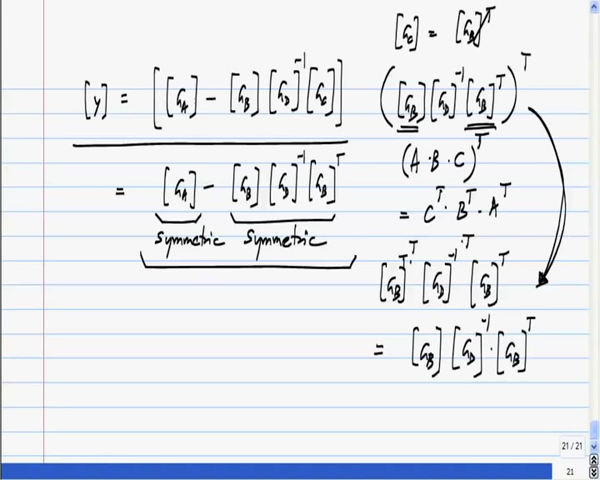 [G_C] = [G_B]^T
[Y] = [[G_A] - [G_B] [G_D]^-1 [G_C]]
([G_B] [G_D]^-1 [G_B]^T)^T
= [G_A] - [G_B] [G_D]^-1 [G_B]^T
symmetric symmetric
(A · B · C)^T
= C^T · B^T · A^T
[G_B]^T·^T [G_D]^-1·^T [G_B]^T
= [G_B] [G_D]^-1 · [G_B]^T
21 / 21
21